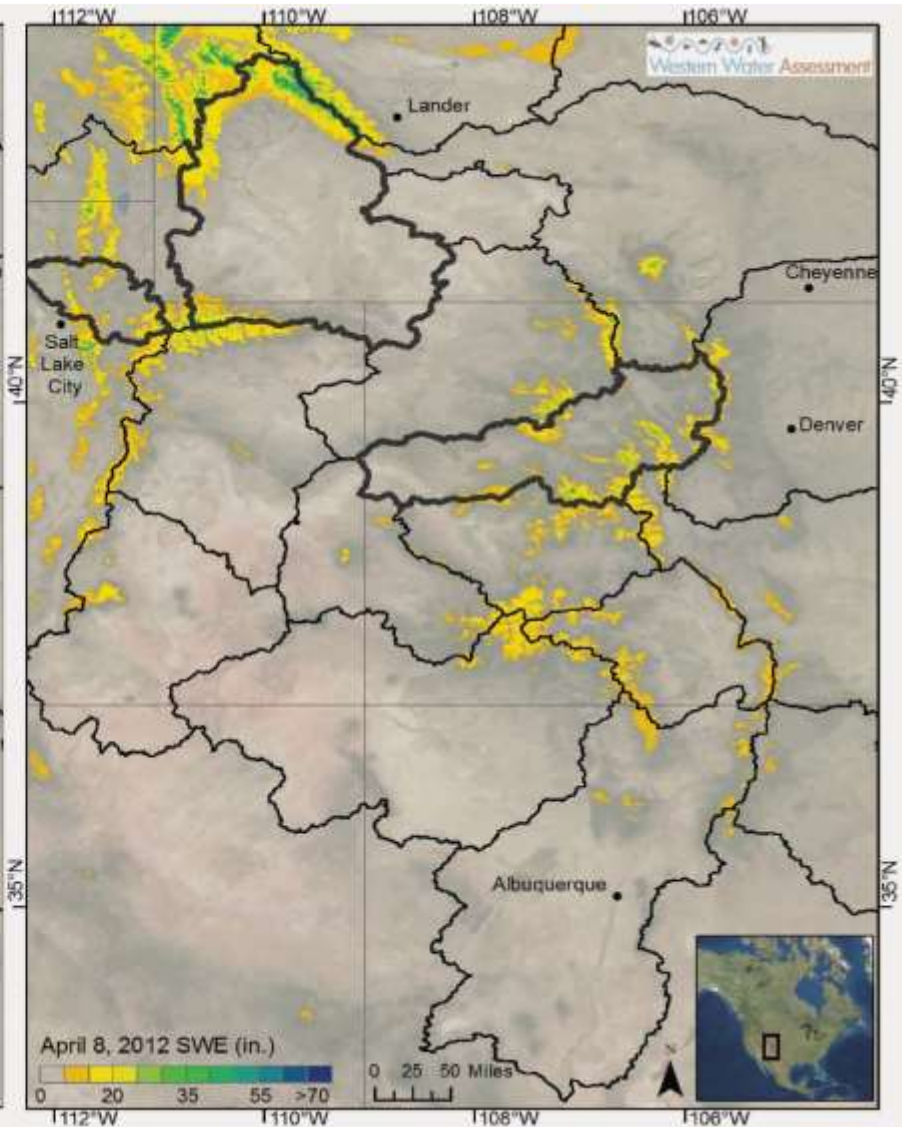 112°W 110°W 108°W 106°W
Western Water Assessment
Lander
Cheyenne
Salt
Lake
City
40°N 40°N
Denver
35°N 35°N
Albuquerque
April 8, 2012 SWE (in.)
0 20 35 55 >70
0 25 50 Miles
N
112°W 110°W 108°W 106°W